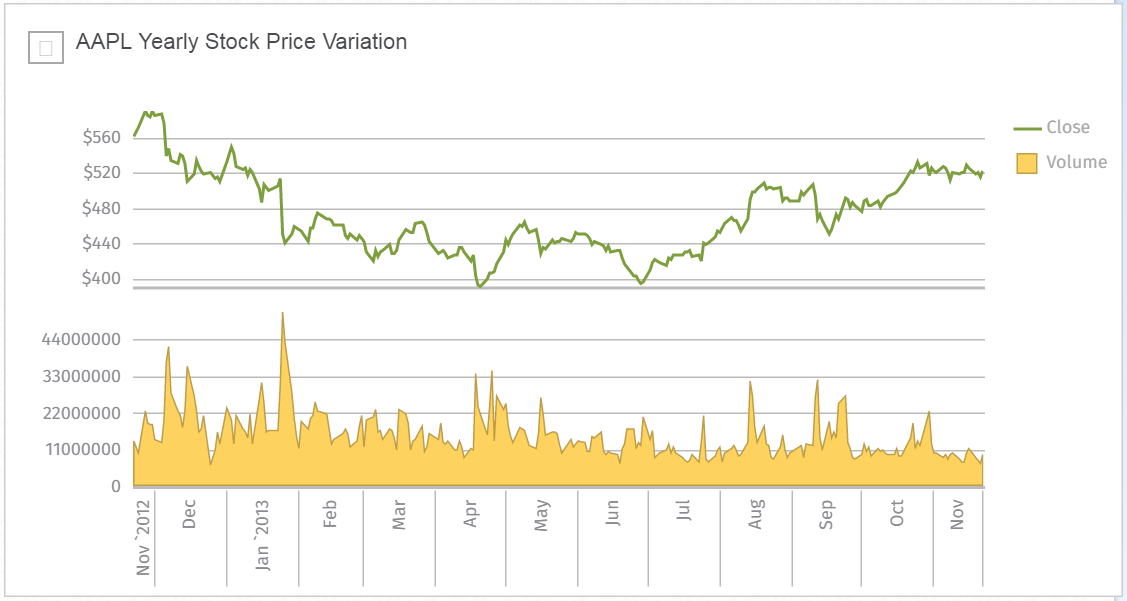 AAPL Yearly Stock Price Variation
$560
$520
$480
$440
$400
Close
Volume
44000000
33000000
22000000
11000000
0
Nov `2012
Dec
Jan `2013
Feb
Mar
Apr
May
Jun
Jul
Aug
Sep
Oct
Nov